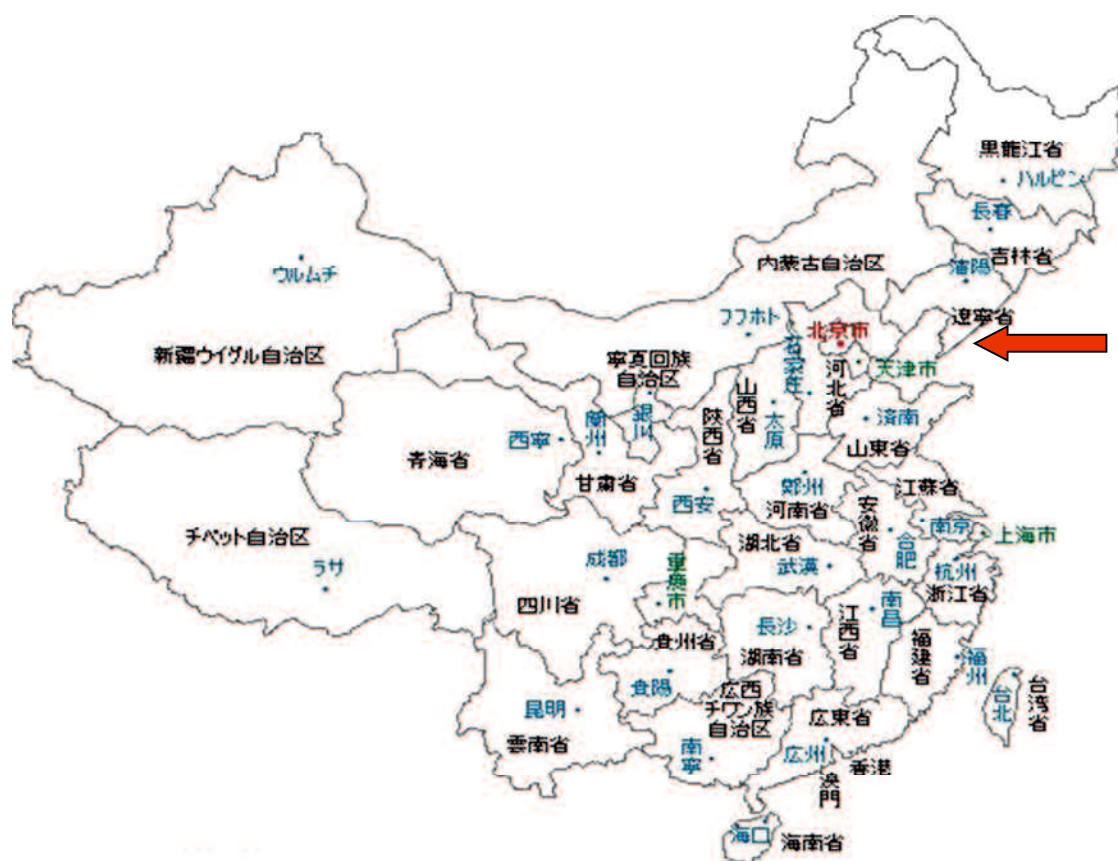 黒龍江省
ハルピン
長春
吉林省
内蒙古自治区
瀋陽
ウルムチ
遼寧省
フフホト
北京市
石家庄
新疆ウイグル自治区
寧夏回族
自治区
天津市
河北省
山西省
太原
済南
蘭州
銀川
陝西省
西寧
山東省
青海省
甘粛省
鄭州
江蘇省
西安
河南省
安徽省
南京
上海市
チベット自治区
湖北省
合肥
成都
重慶市
武漢
杭州
ラサ
浙江省
四川省
南昌
長沙
江西省
貴州省
湖南省
福建省
福州
貴陽
広西
チワン族
自治区
台北
台湾省
昆明
広東省
雲南省
南寧
広州
香港
澳門
海口
海南省